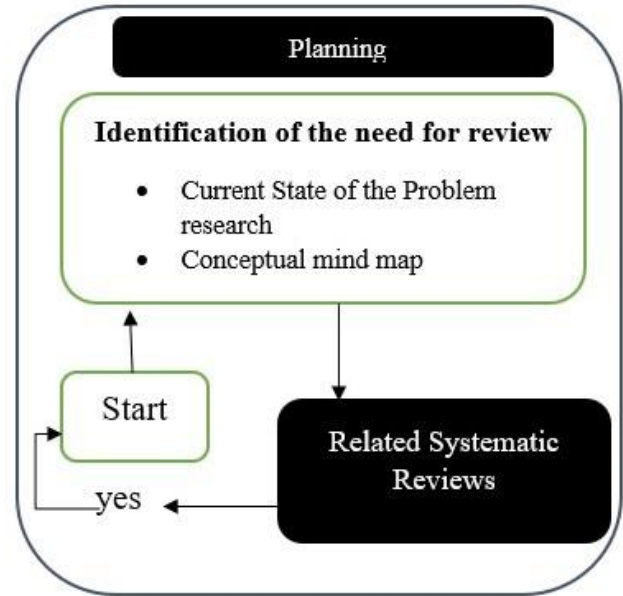 Planning
Identification of the need for review
• Current State of the Problem
research
• Conceptual mind map
Start
Related Systematic
Reviews
yes